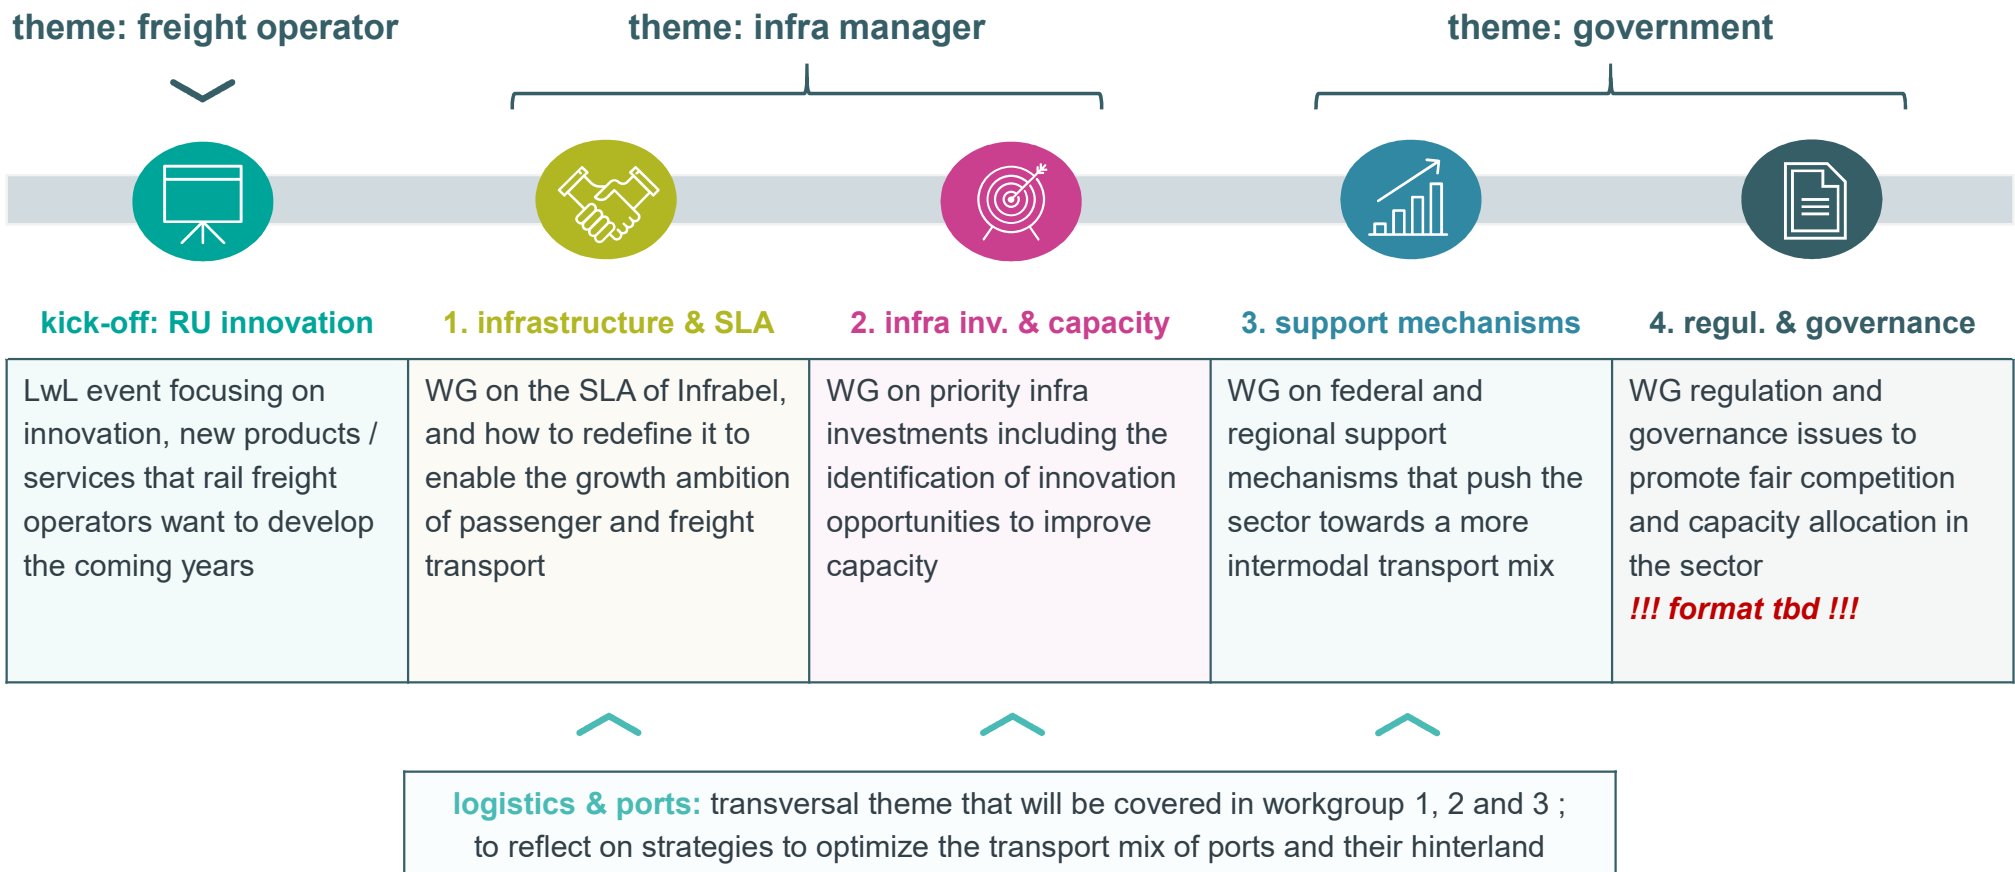 theme: freight operator
theme: infra manager
theme: government
kick-off: RU innovation
1. infrastructure & SLA
2. infra inv. & capacity
3. support mechanisms
4. regul. & governance
LwL event focusing on
innovation, new products /
services that rail freight
operators want to develop
the coming years
WG on the SLA of Infrabel,
and how to redefine it to
enable the growth ambition
of passenger and freight
transport
WG on priority infra
investments including the
identification of innovation
opportunities to improve
capacity
WG on federal and
regional support
mechanisms that push the
sector towards a more
intermodal transport mix
WG regulation and
governance issues to
promote fair competition
and capacity allocation in
the sector
!!! format tbd !!!
logistics & ports: transversal theme that will be covered in workgroup 1, 2 and 3 ;
to reflect on strategies to optimize the transport mix of ports and their hinterland